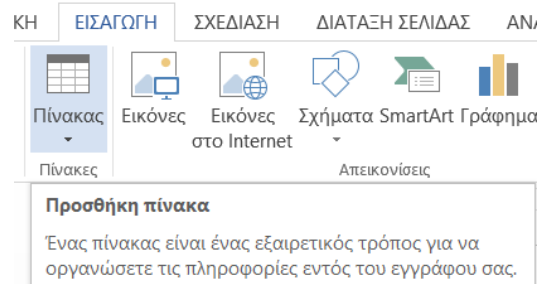 ΚΗ ΕΙΣΑΓΩΓΗ ΣΧΕΔΙΑΣΗ ΔΙΑΤΑΞΗ ΣΕΛΙΔΑΣ ΑΝΑ
Πίνακας Εικόνες Εικόνες Σχήματα SmartArt Γράφημα
στο Internet
Πίνακες Απεικονίσεις
Προσθήκη πίνακα
Ένας πίνακας είναι ένας εξαιρετικός τρόπος για να
οργανώσετε τις πληροφορίες εντός του εγγράφου σας.